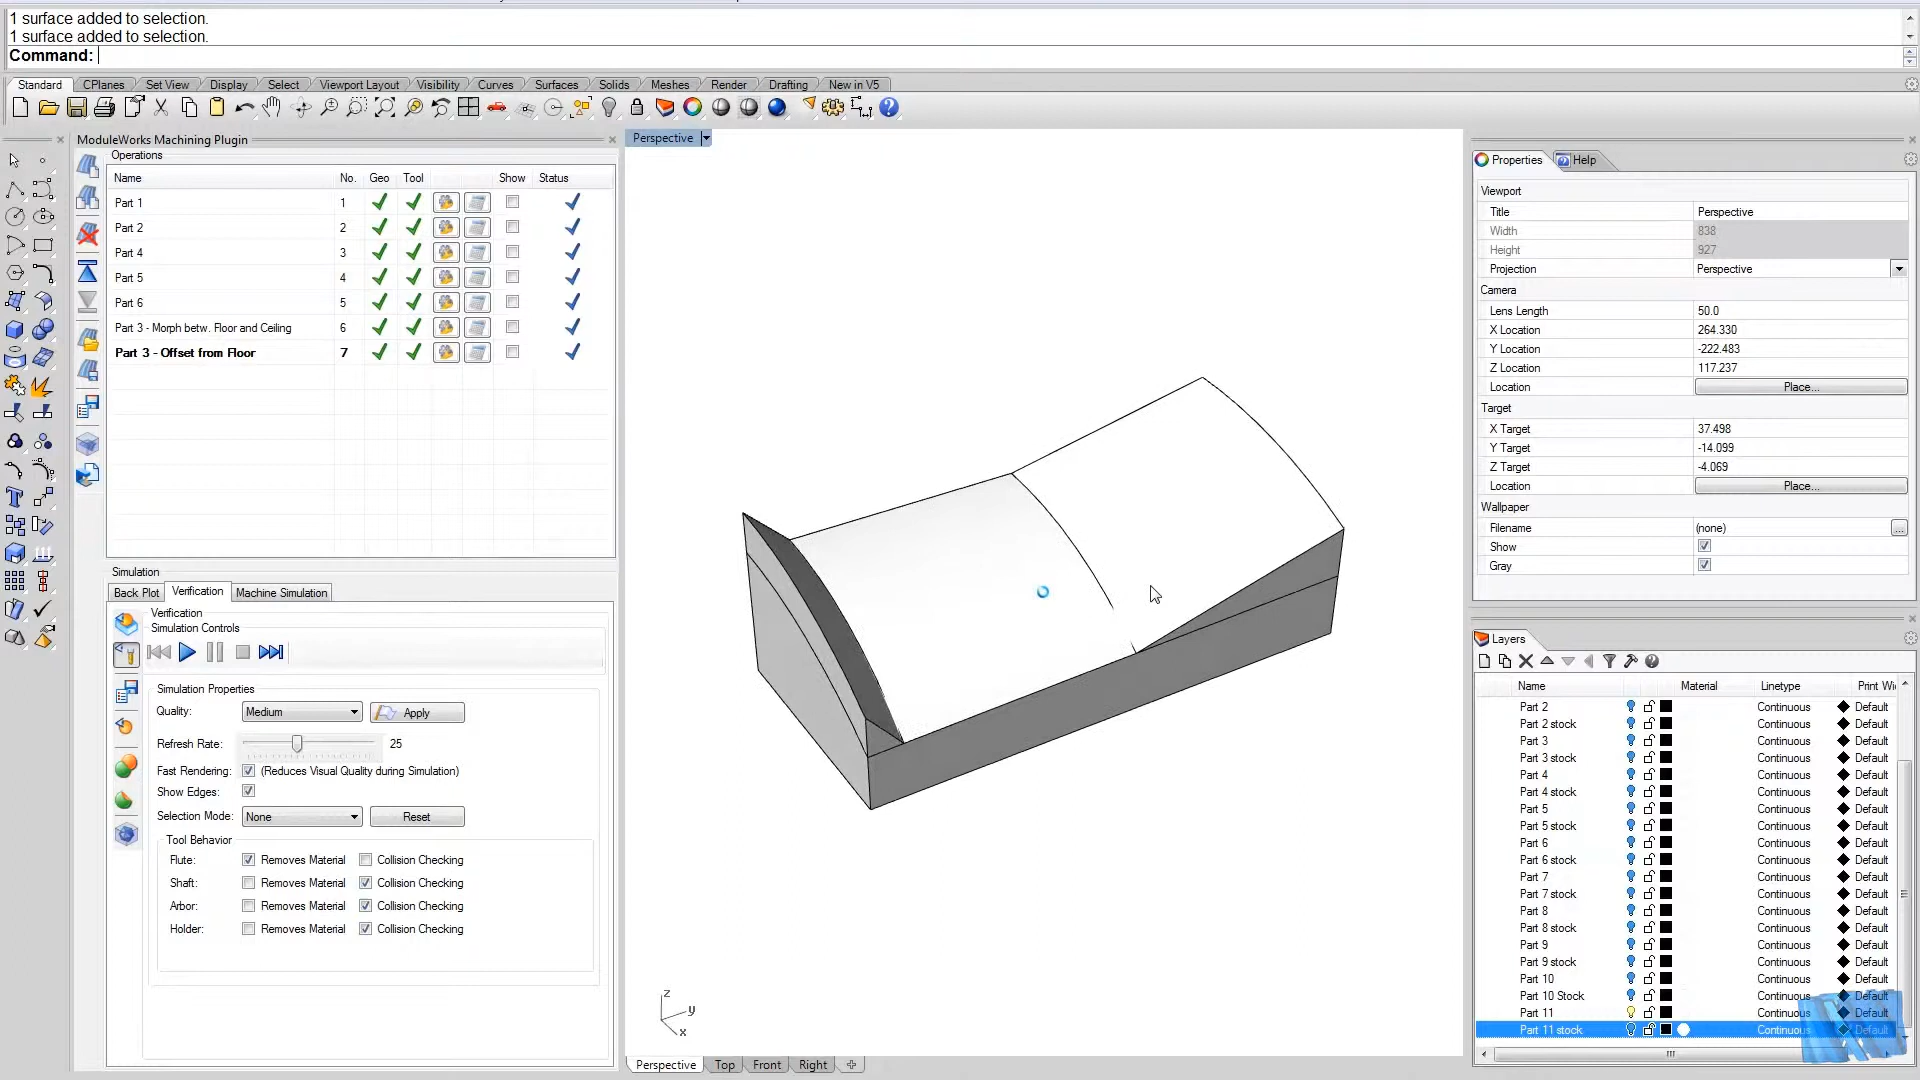 1 surface added to selection.
1 surface added to selection.
Command:
Standard CPlanes Set View Display Select Viewport Layout Visibility Curves Surfaces Solids Meshes Render Drafting New in V5
ModuleWorks Machining Plugin
Operations
Name No. Geo Tool Show Status
Part 1 1
Part 2 2
Part 4 3
Part 5 4
Part 6 5
Part 3 - Morph betw. Floor and Ceiling 6
Part 3 - Offset from Floor 7
Simulation
Back Plot Verification Machine Simulation
Verification
Simulation Controls
Simulation Properties
Quality: Medium Apply
Refresh Rate: 25
Fast Rendering: (Reduces Visual Quality during Simulation)
Show Edges:
Selection Mode: None Reset
Tool Behavior
Flute: Removes Material Collision Checking
Shaft: Removes Material Collision Checking
Arbor: Removes Material Collision Checking
Holder: Removes Material Collision Checking
Perspective
z
y
x
Perspective Top Front Right
Properties Help
Viewport
Title Perspective
Width 838
Height 927
Projection Perspective
Camera
Lens Length 50.0
X Location 264.330
Y Location -222.483
Z Location 117.237
Location Place...
Target
X Target 37.498
Y Target -14.099
Z Target -4.069
Location Place...
Wallpaper
Filename (none) ...
Show
Gray
Layers
Name Material Linetype Print Wi
Part 2 Continuous Default
Part 2 stock Continuous Default
Part 3 Continuous Default
Part 3 stock Continuous Default
Part 4 Continuous Default
Part 4 stock Continuous Default
Part 5 Continuous Default
Part 5 stock Continuous Default
Part 6 Continuous Default
Part 6 stock Continuous Default
Part 7 Continuous Default
Part 7 stock Continuous Default
Part 8 Continuous Default
Part 8 stock Continuous Default
Part 9 Continuous Default
Part 9 stock Continuous Default
Part 10 Continuous Default
Part 10 Stock Continuous Default
Part 11 Continuous Default
Part 11 stock Continuous Default